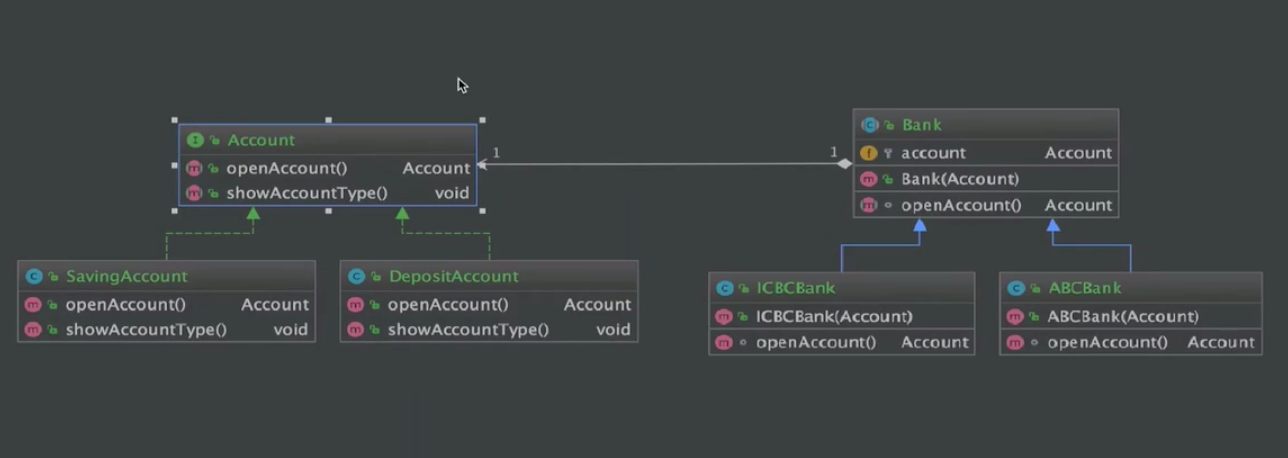 Account
openAccount() Account
showAccountType() void
1
1
Bank
account Account
Bank(Account)
openAccount() Account
SavingAccount
openAccount() Account
showAccountType() void
DepositAccount
openAccount() Account
showAccountType() void
ICBCBank
ICBCBank(Account)
openAccount() Account
ABCBank
ABCBank(Account)
openAccount() Account